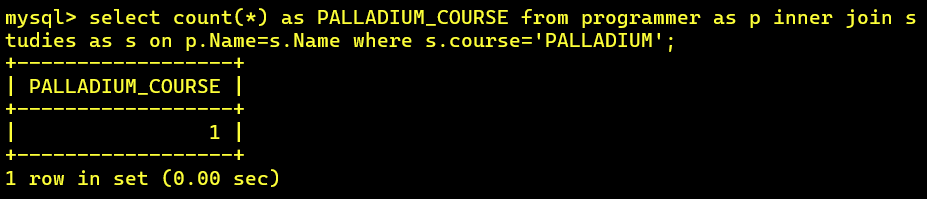 mysql> select count(*) as PALLADIUM_COURSE from programmer as p inner join s
tudies as s on p.Name=s.Name where s.course='PALLADIUM';
+------------------+
| PALLADIUM_COURSE |
+------------------+
|                1 |
+------------------+
1 row in set (0.00 sec)